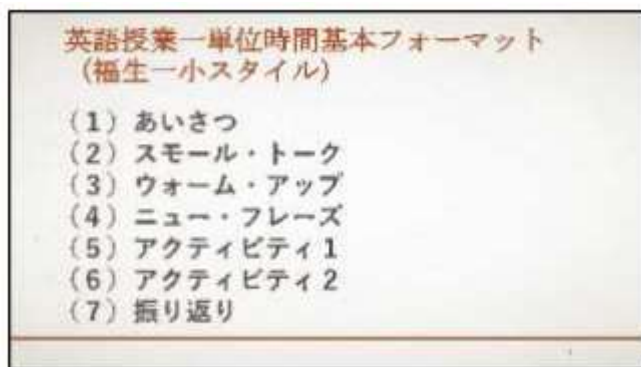 英語授業一単位時間基本フォーマット
（福生一小スタイル）
（1）あいさつ
（2）スモール・トーク
（3）ウォーム・アップ
（4）ニュー・フレーズ
（5）アクティビティ1
（6）アクティビティ2
（7）振り返り